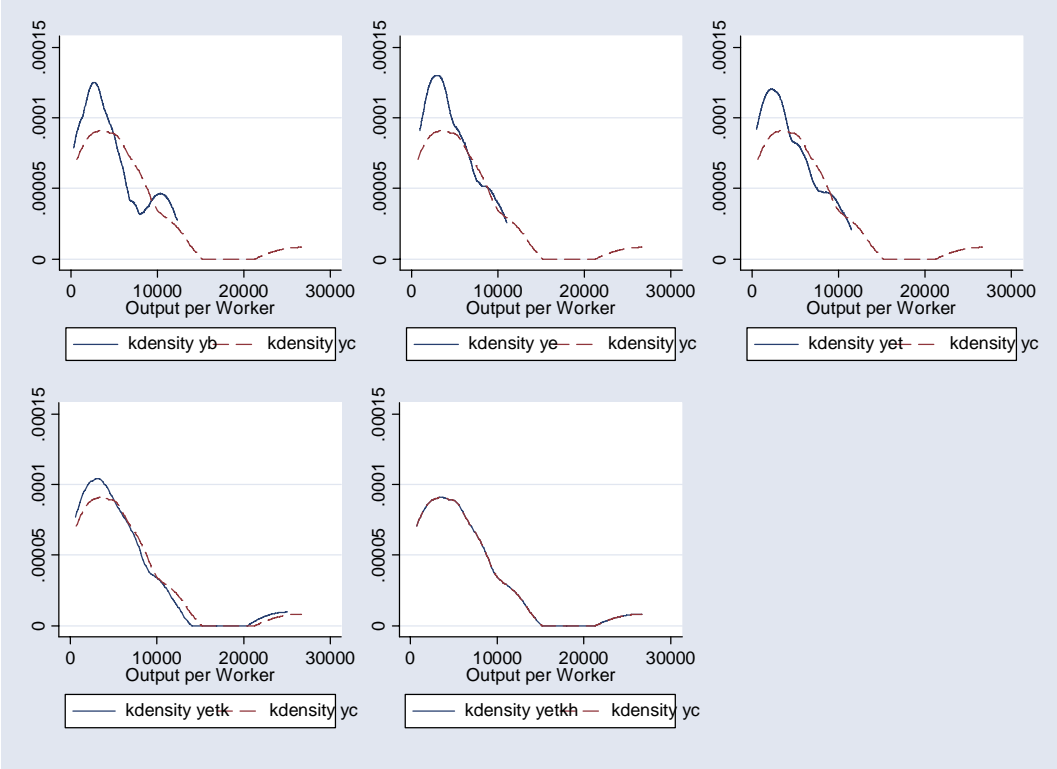 .00015
.0001
.00005
0
0 10000 20000 30000
Output per Worker
kdensity yb kdensity yc
.00015
.0001
.00005
0
0 10000 20000 30000
Output per Worker
kdensity ye kdensity yc
.00015
.0001
.00005
0
0 10000 20000 30000
Output per Worker
kdensity yet kdensity yc
.00015
.0001
.00005
0
0 10000 20000 30000
Output per Worker
kdensity yetk kdensity yc
.00015
.0001
.00005
0
0 10000 20000 30000
Output per Worker
kdensity yetkh kdensity yc